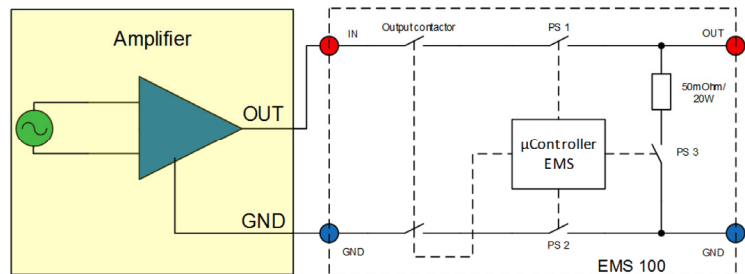 Amplifier
OUT
GND
IN
Output contactor
PS 1
OUT
50mOhm/
20W
µController
EMS
PS 3
GND
PS 2
GND
EMS 100